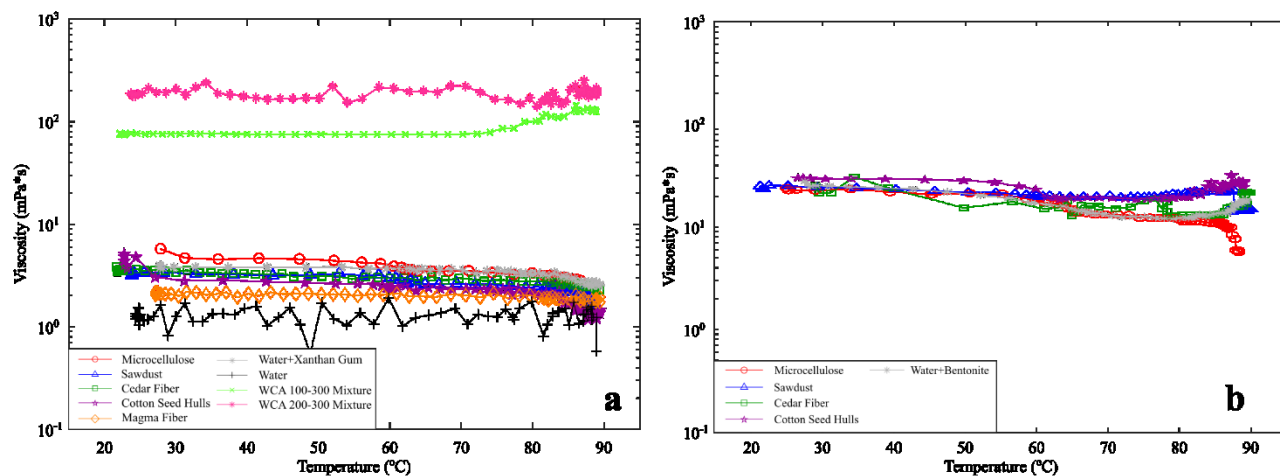 10³
10²
10¹
10⁰
10⁻¹
Viscosity (mPa*s)
20 30 40 50 60 70 80 90
Temperature (°C)
Microcellulose
Sawdust
Cedar Fiber
Cotton Seed Hulls
Magma Fiber
Water+Xanthan Gum
Water
WCA 100-300 Mixture
WCA 200-300 Mixture
a
10³
10²
10¹
10⁰
10⁻¹
Viscosity (mPa*s)
20 30 40 50 60 70 80 90
Temperature (°C)
Microcellulose
Sawdust
Cedar Fiber
Cotton Seed Hulls
Water+Bentonite
b